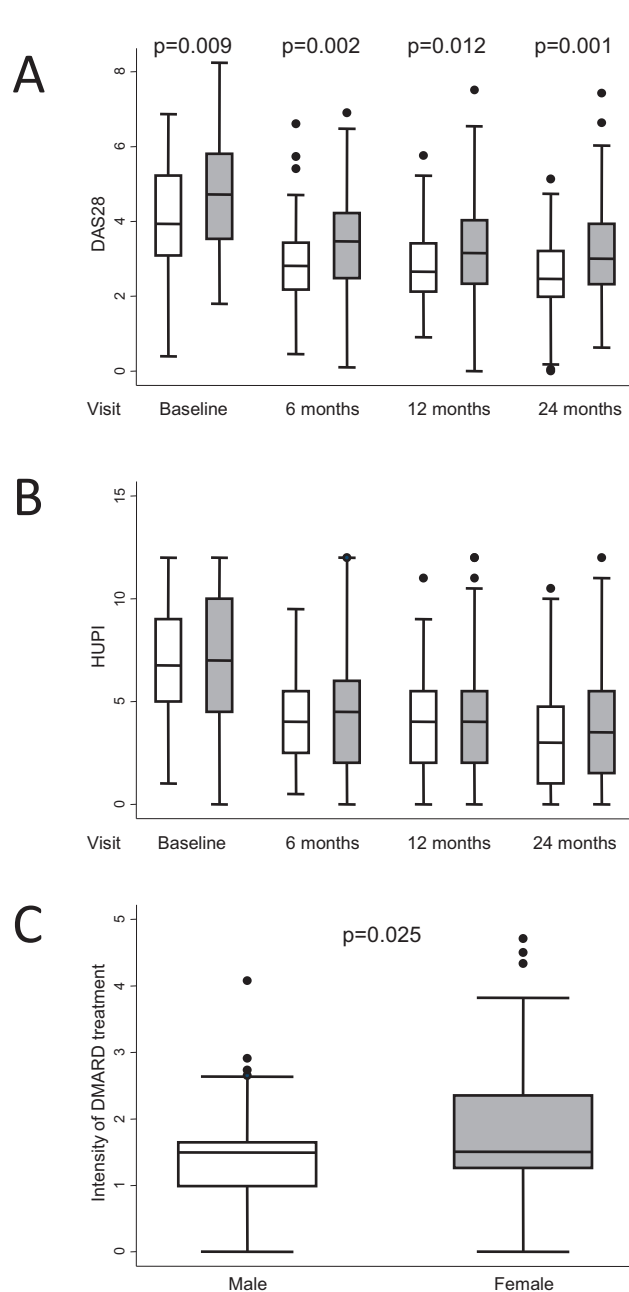 A
p=0.009 p=0.002 p=0.012 p=0.001
8
6
4
2
0
DAS28
Visit Baseline 6 months 12 months 24 months
B
15
10
5
0
HUPI
Visit Baseline 6 months 12 months 24 months
C
p=0.025
5
4
3
2
1
0
Intensity of DMARD treatment
Male Female